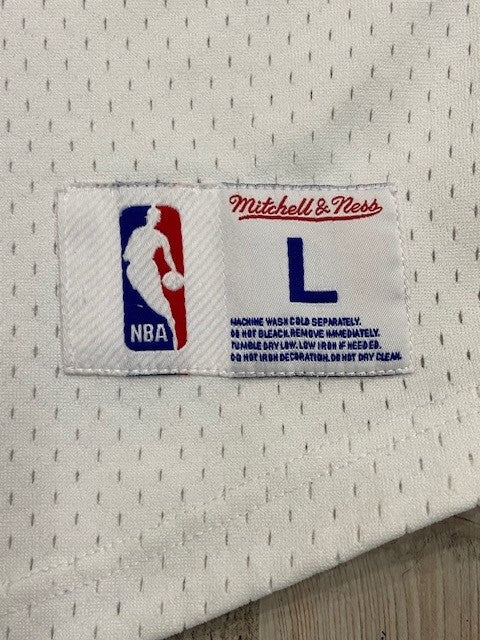 NBA
Mitchell & Ness
L
MACHINE WASH COLD SEPARATELY.
DO NOT BLEACH. REMOVE IMMEDIATELY.
TUMBLE DRY LOW. LOW IRON IF NEEDED.
DO NOT IRON DECORATION. DO NOT DRY CLEAN.